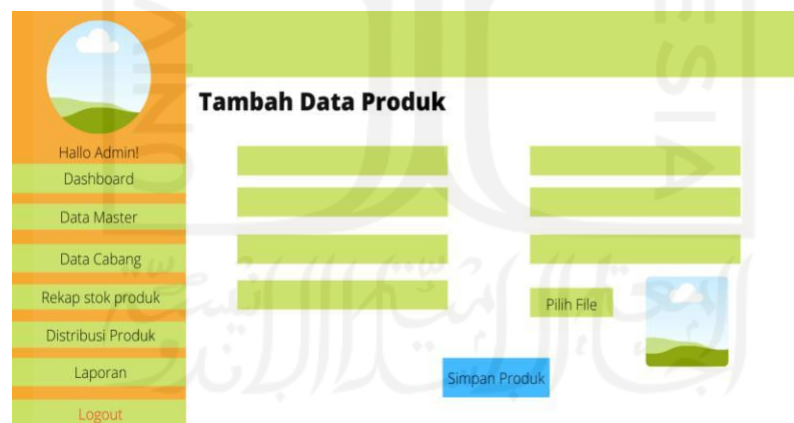 Tambah Data Produk
Hallo Admin!
Dashboard
Data Master
Data Cabang
Rekap stok produk
Distribusi Produk
Laporan
Logout
Pilih File
Simpan Produk